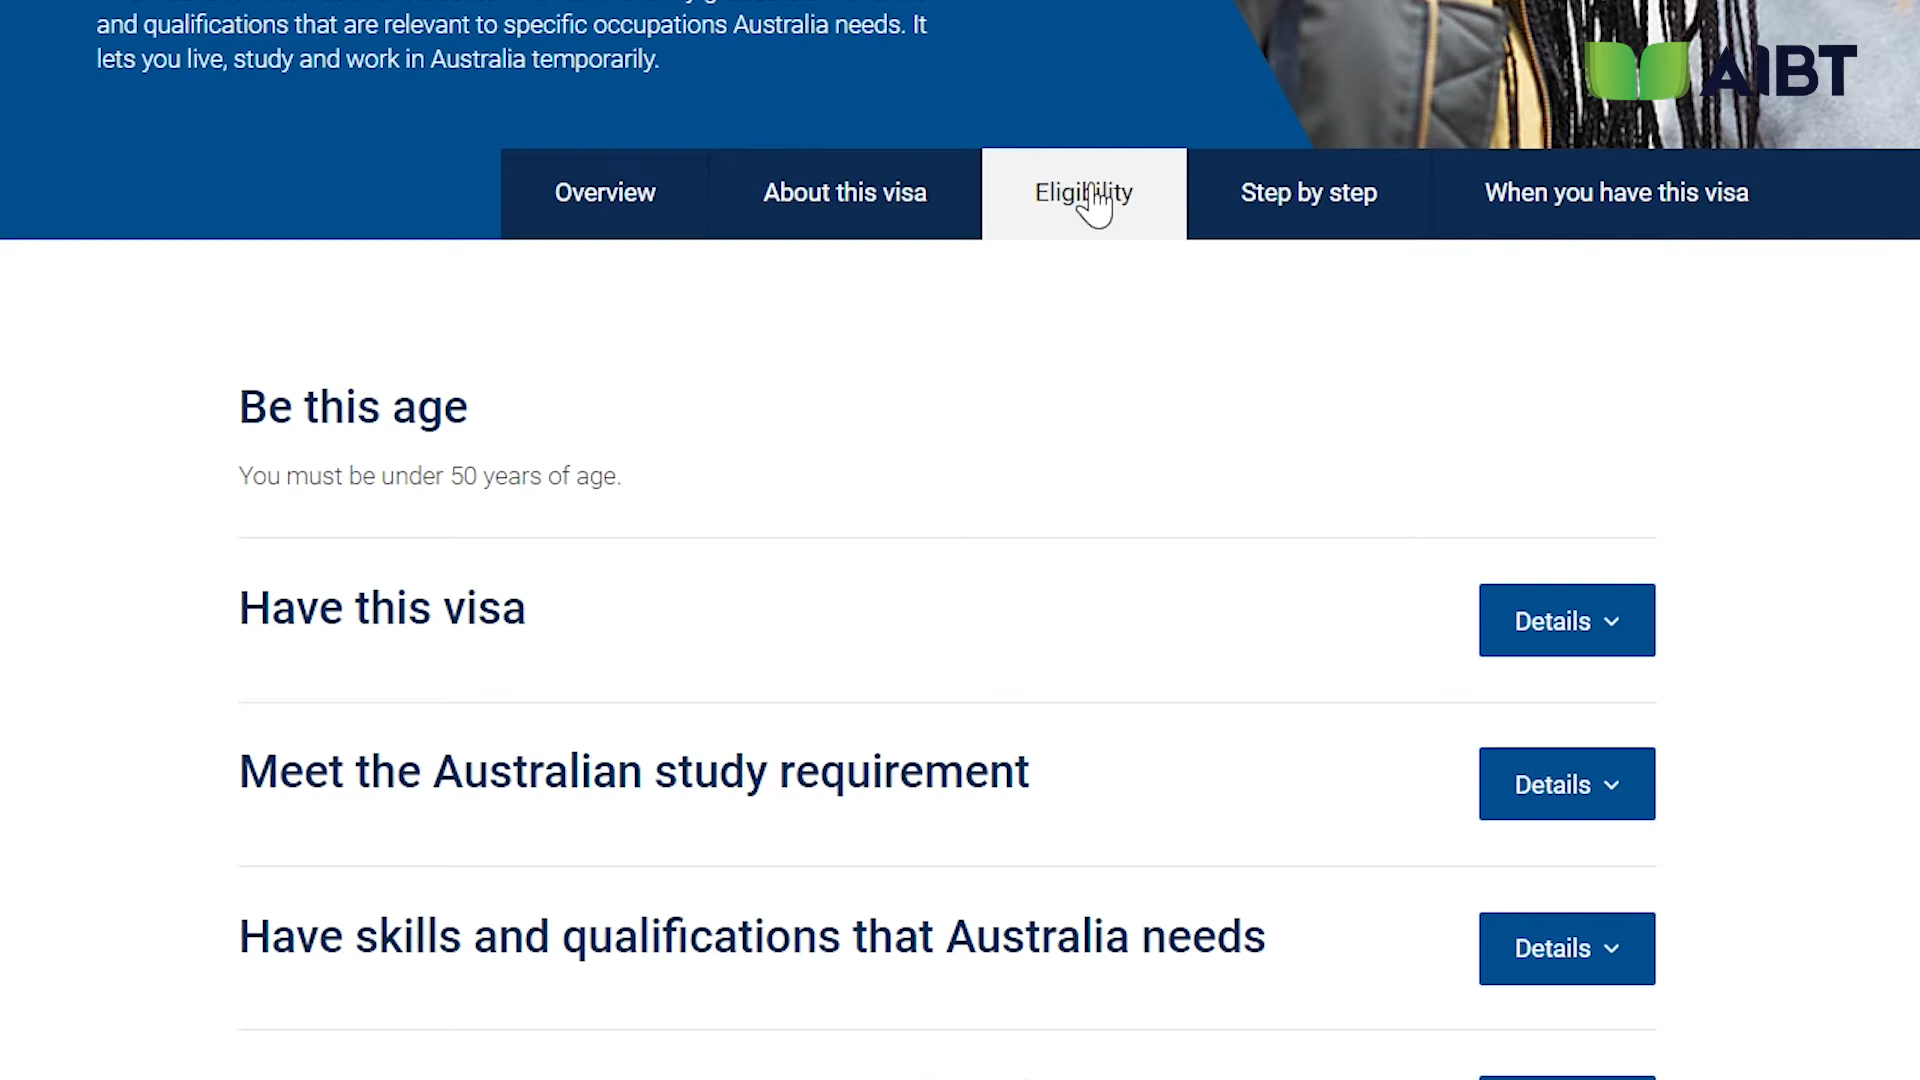 and qualifications that are relevant to specific occupations Australia needs. It
lets you live, study and work in Australia temporarily.
AIBT
Overview
About this visa
Eligibility
Step by step
When you have this visa
Be this age
You must be under 50 years of age.
Have this visa
Details
Meet the Australian study requirement
Details
Have skills and qualifications that Australia needs
Details